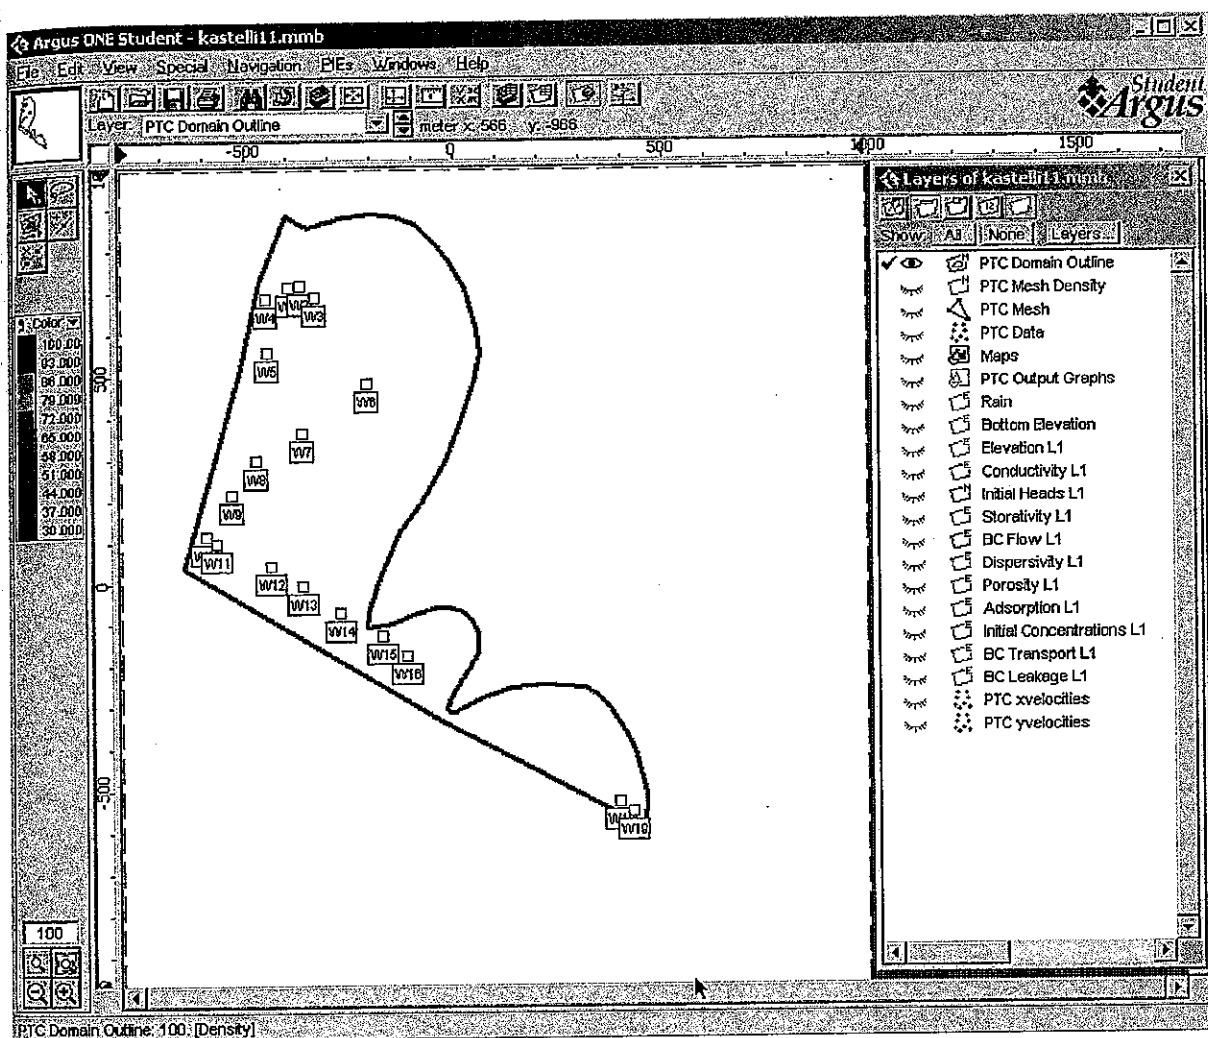 Argus ONE Student - kastelli11.mmb
File Edit View Special Navigation PIEs Windows Help
Student
Argus
Layer: PTC Domain Outline meter x: 566 y: -966
-500 0 500 1000 1500
Layers of kastelli11.mmb
Show: All None Layers...
PTC Domain Outline
PTC Mesh Density
PTC Mesh
PTC Data
Maps
PTC Output Graphs
Rain
Bottom Elevation
Elevation L1
Conductivity L1
Initial Heads L1
Storativity L1
BC Flow L1
Dispersivity L1
Porosity L1
Adsorption L1
Initial Concentrations L1
BC Transport L1
BC Leakage L1
PTC xvelocities
PTC yvelocities
Color
100.00
93.000
86.000
79.000
72.000
65.000
58.000
51.000
44.000
37.000
30.000
500
0
-500
W4
W3
W5
W6
W7
W8
W9
W11
W12
W13
W14
W15
W16
W19
100
PTC Domain Outline: 100; [Density]